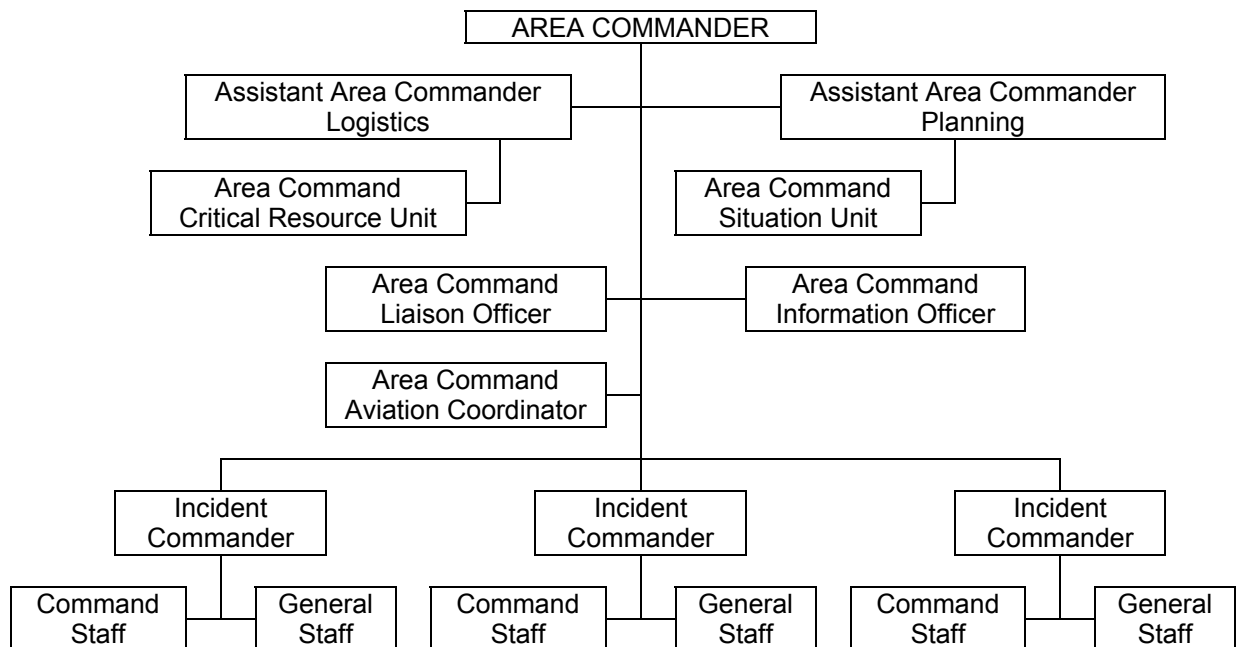 AREA COMMANDER
Assistant Area Commander
Logistics
Assistant Area Commander
Planning
Area Command
Critical Resource Unit
Area Command
Situation Unit
Area Command
Liaison Officer
Area Command
Information Officer
Area Command
Aviation Coordinator
Incident
Commander
Incident
Commander
Incident
Commander
Command
Staff
General
Staff
Command
Staff
General
Staff
Command
Staff
General
Staff